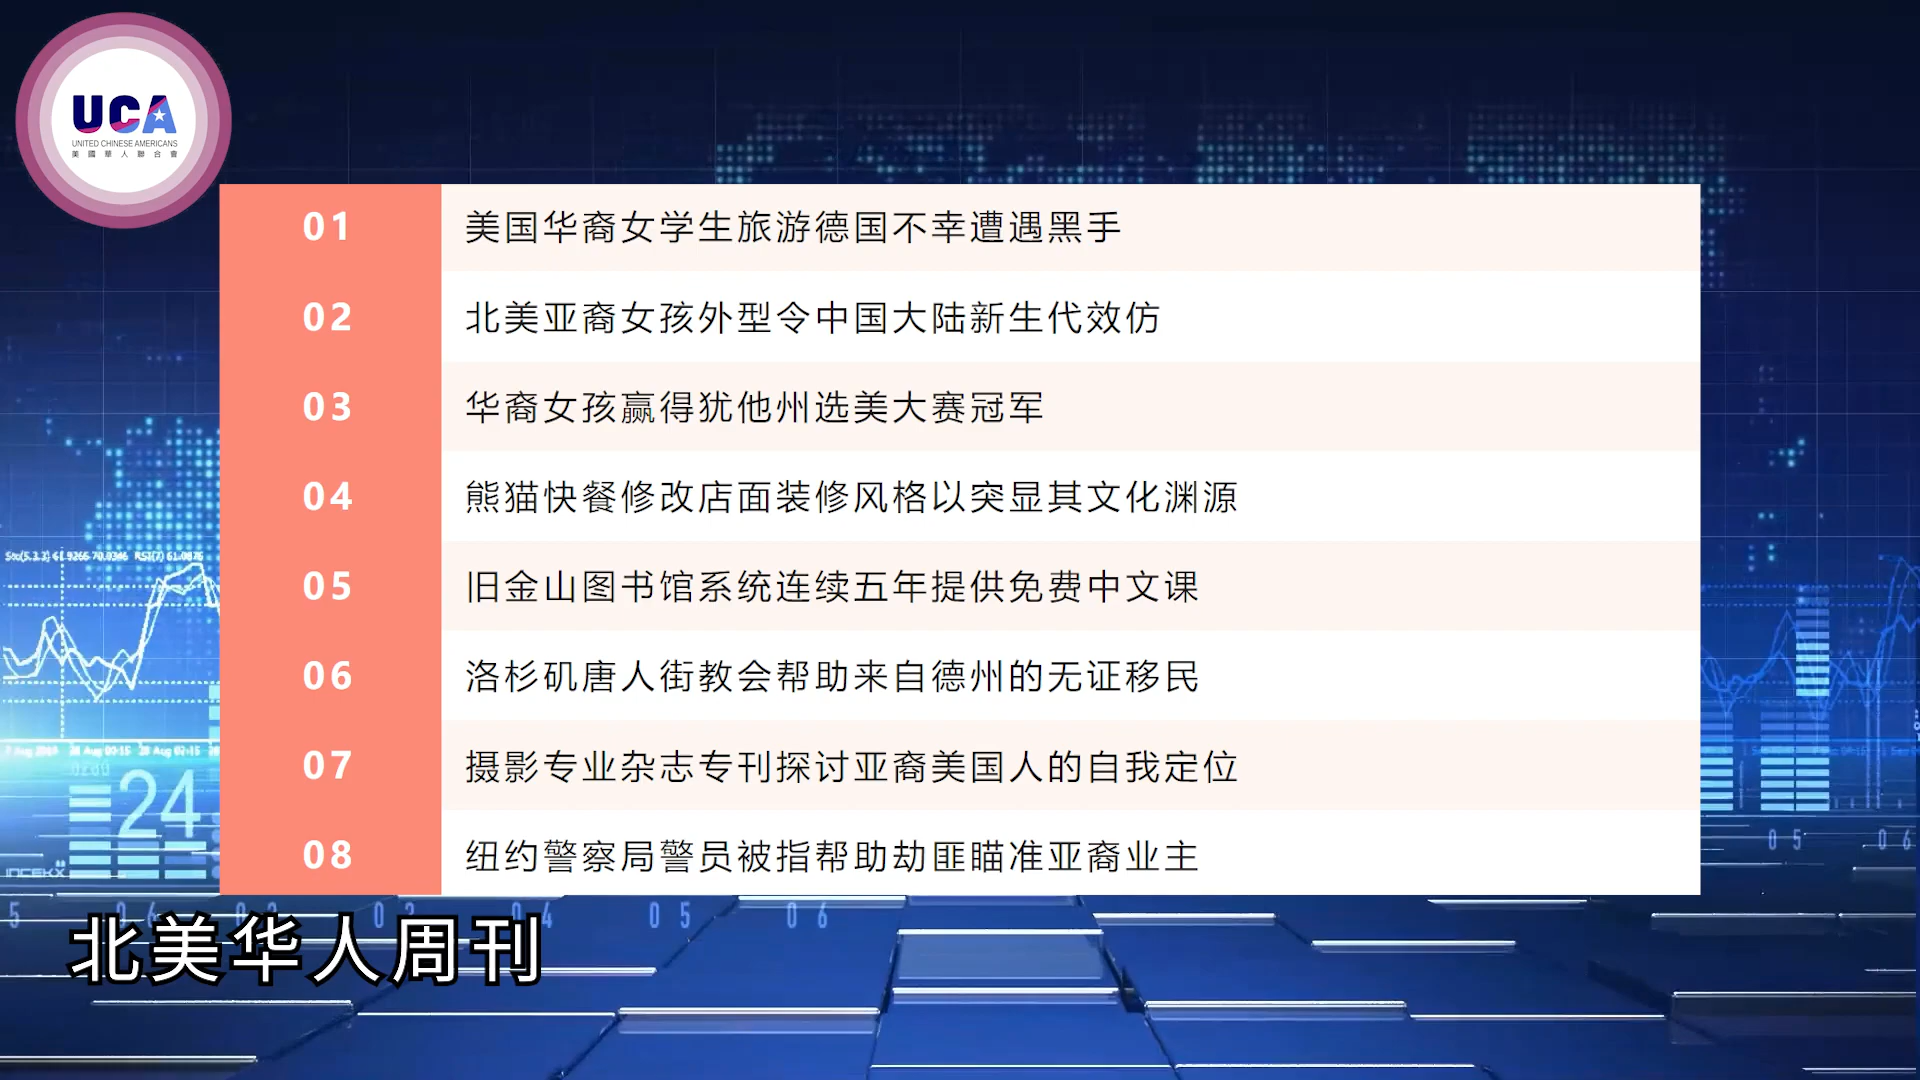 UCA
UNITED CHINESE AMERICANS
美國華人聯合會
01 美国华裔女学生旅游德国不幸遭遇黑手
02 北美亚裔女孩外型令中国大陆新生代效仿
03 华裔女孩赢得犹他州选美大赛冠军
04 熊猫快餐修改店面装修风格以突显其文化渊源
05 旧金山图书馆系统连续五年提供免费中文课
06 洛杉矶唐人街教会帮助来自德州的无证移民
07 摄影专业杂志专刊探讨亚裔美国人的自我定位
08 纽约警察局警员被指帮助劫匪瞄准亚裔业主
24
05 06
05 06
北美华人周刊